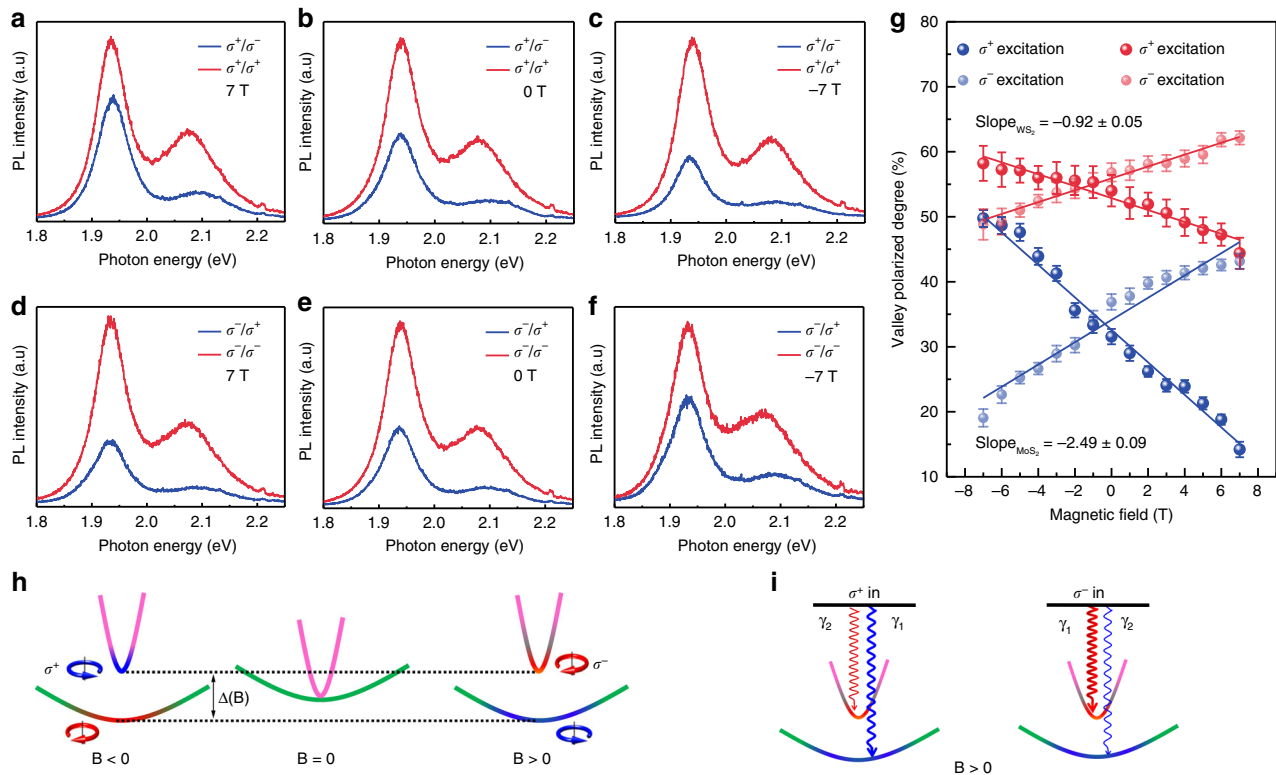 a
PL intensity (a.u)
σ⁺/σ⁻
σ⁺/σ⁺
7 T
1.8 1.9 2.0 2.1 2.2
Photon energy (eV)
b
PL intensity (a.u)
σ⁺/σ⁻
σ⁺/σ⁺
0 T
1.8 1.9 2.0 2.1 2.2
Photon energy (eV)
c
PL intensity (a.u)
σ⁺/σ⁻
σ⁺/σ⁺
−7 T
1.8 1.9 2.0 2.1 2.2
Photon energy (eV)
d
PL intensity (a.u)
σ⁻/σ⁺
σ⁻/σ⁻
7 T
1.8 1.9 2.0 2.1 2.2
Photon energy (eV)
e
PL intensity (a.u)
σ⁻/σ⁺
σ⁻/σ⁻
0 T
1.8 1.9 2.0 2.1 2.2
Photon energy (eV)
f
PL intensity (a.u)
σ⁻/σ⁺
σ⁻/σ⁻
−7 T
1.8 1.9 2.0 2.1 2.2
Photon energy (eV)
g
Valley polarized degree (%)
80
70
60
50
40
30
20
10
σ⁺ excitation σ⁺ excitation
σ⁻ excitation σ⁻ excitation
Slope_WS₂ = −0.92 ± 0.05
Slope_MoS₂ = −2.49 ± 0.09
−8 −6 −4 −2 0 2 4 6 8
Magnetic field (T)
h
σ⁺
Δ(B)
σ⁻
B < 0 B = 0 B > 0
i
σ⁺ in σ⁻ in
γ₂ γ₁ γ₁ γ₂
B > 0